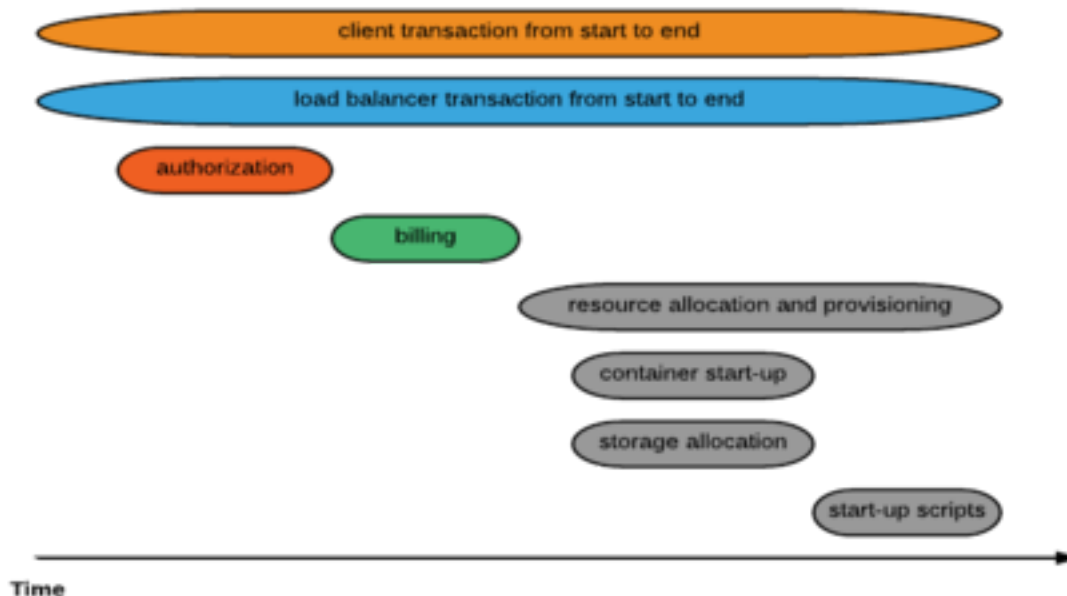 client transaction from start to end
load balancer transaction from start to end
authorization
billing
resource allocation and provisioning
container start-up
storage allocation
start-up scripts
Time